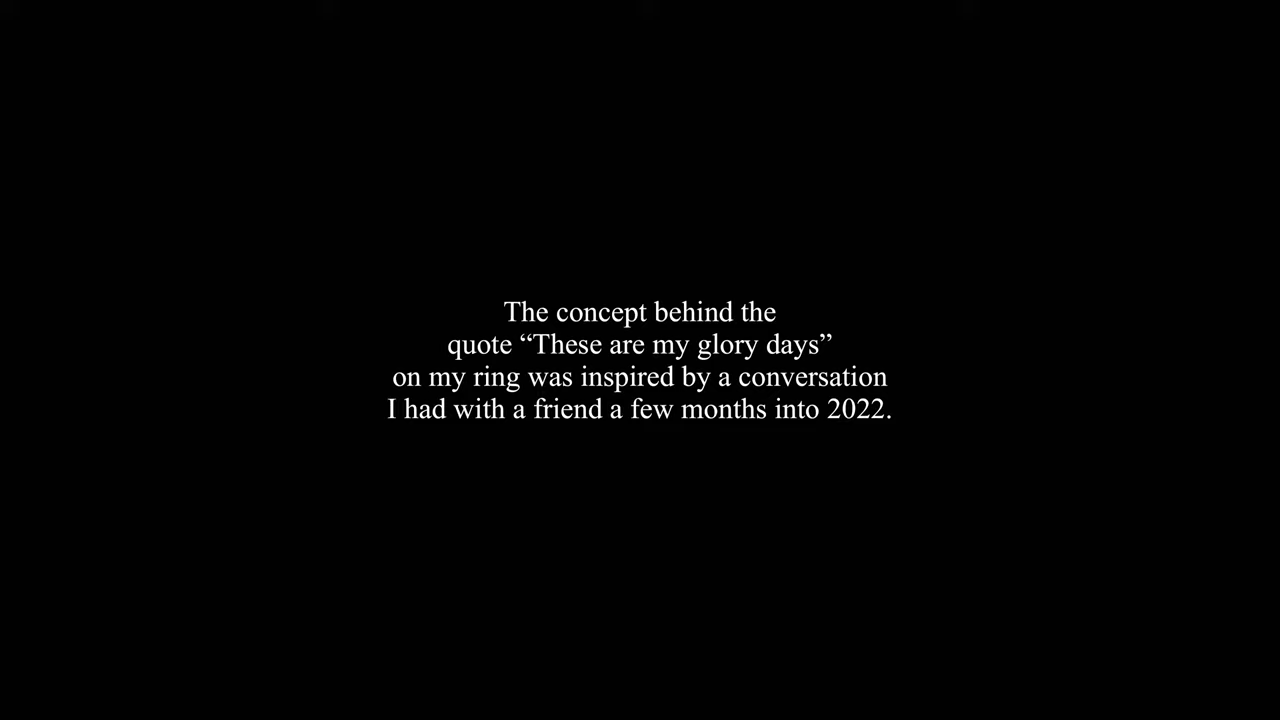 The concept behind the
quote “These are my glory days”
on my ring was inspired by a conversation
I had with a friend a few months into 2022.